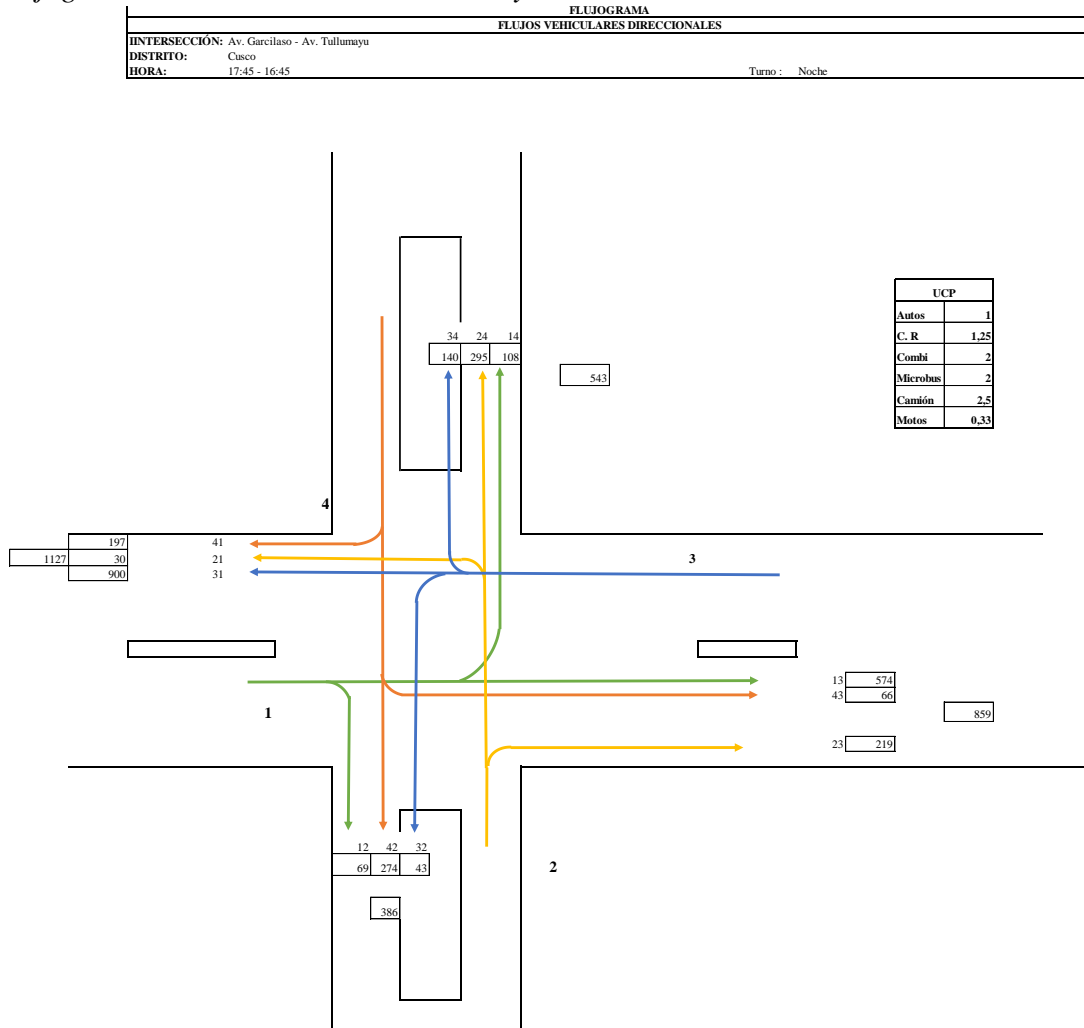 FLUJOGRAMA
FLUJOS VEHICULARES DIRECCIONALES
IINTERSECCIÓN: Av. Garcilaso - Av. Tullumayu
DISTRITO: Cusco
HORA: 17:45 - 16:45 Turno : Noche
UCP
Autos 1
C. R 1,25
Combi 2
Microbus 2
Camión 2,5
Motos 0,33
34 24 14
140 295 108
543
4
197 41
1127 30 21
900 31
3
13 574
43 66
859
23 219
1
12 42 32
69 274 43
386
2